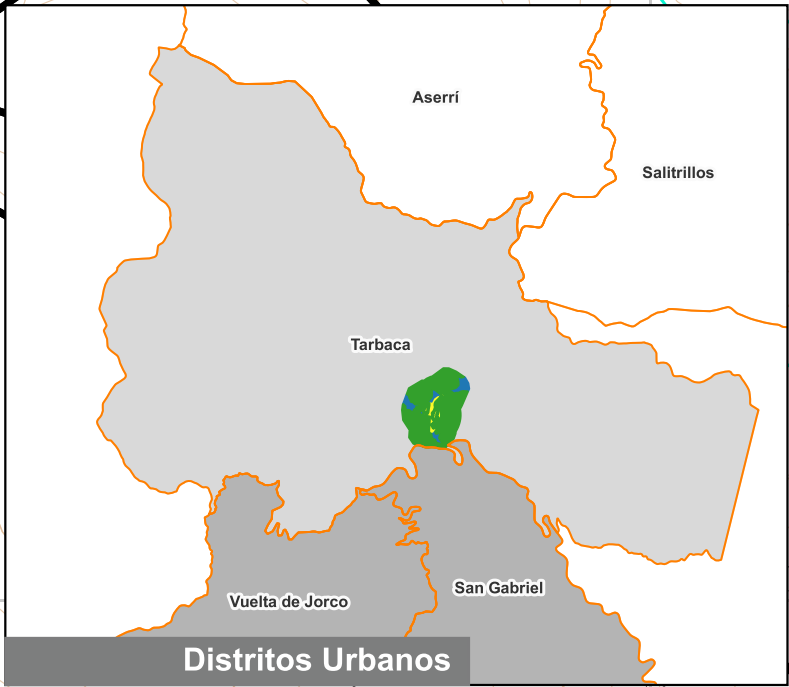 Aserrí
Salitrillos
Tarbaca
San Gabriel
Vuelta de Jorco
Distritos Urbanos